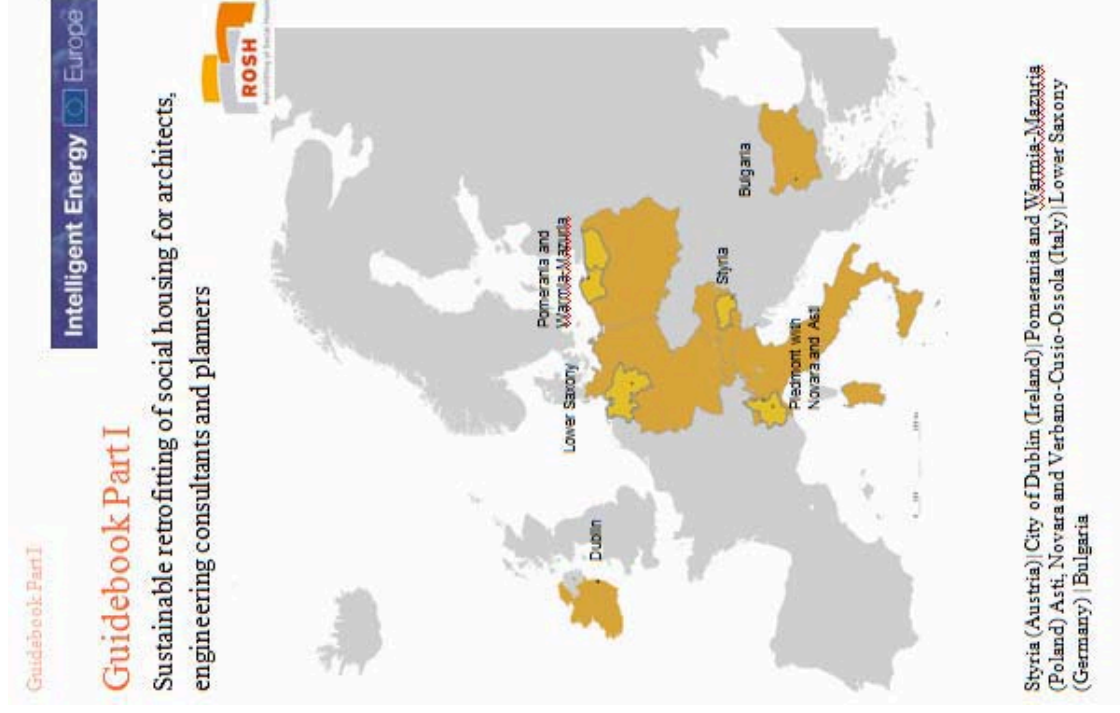 Guidebook Part I
Intelligent Energy Europe
ROSH
Guidebook Part I
Sustainable retrofitting of social housing for architects,
engineering consultants and planners
Pomerania and
Warmia-Mazuria
Lower Saxony
Dublin
Bulgaria
Styria
Piedmont with
Novara and Asti
Styria (Austria)|City of Dublin (Ireland)|Pomerania and Warmia-Mazuria
(Poland) Asti, Novara and Verbano-Cusio-Ossola (Italy)|Lower Saxony
(Germany) |Bulgaria